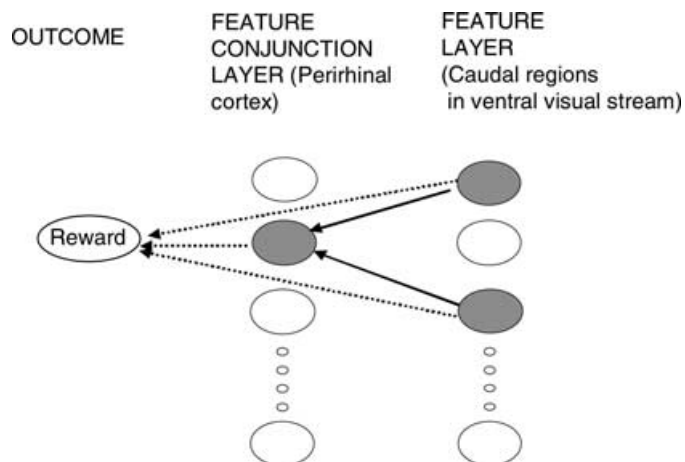 OUTCOME
FEATURE
CONJUNCTION
LAYER (Perirhinal
cortex)
FEATURE
LAYER
(Caudal regions
in ventral visual stream)
Reward